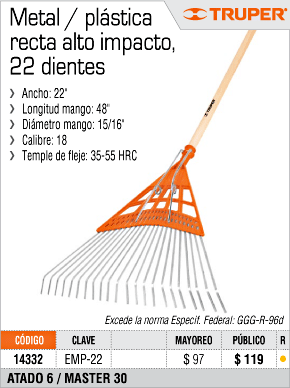 Metal / plástica
recta alto impacto,
22 dientes
TRUPER®
❯ Ancho: 22"
❯ Longitud mango: 48"
❯ Diámetro mango: 15/16"
❯ Calibre: 18
❯ Temple de fleje: 35-55 HRC
TRUPER
Excede la norma Específ. Federal: GGG-R-96d
CÓDIGO CLAVE MAYOREO PÚBLICO R
14332 EMP-22 $ 97 $ 119
ATADO 6 / MASTER 30